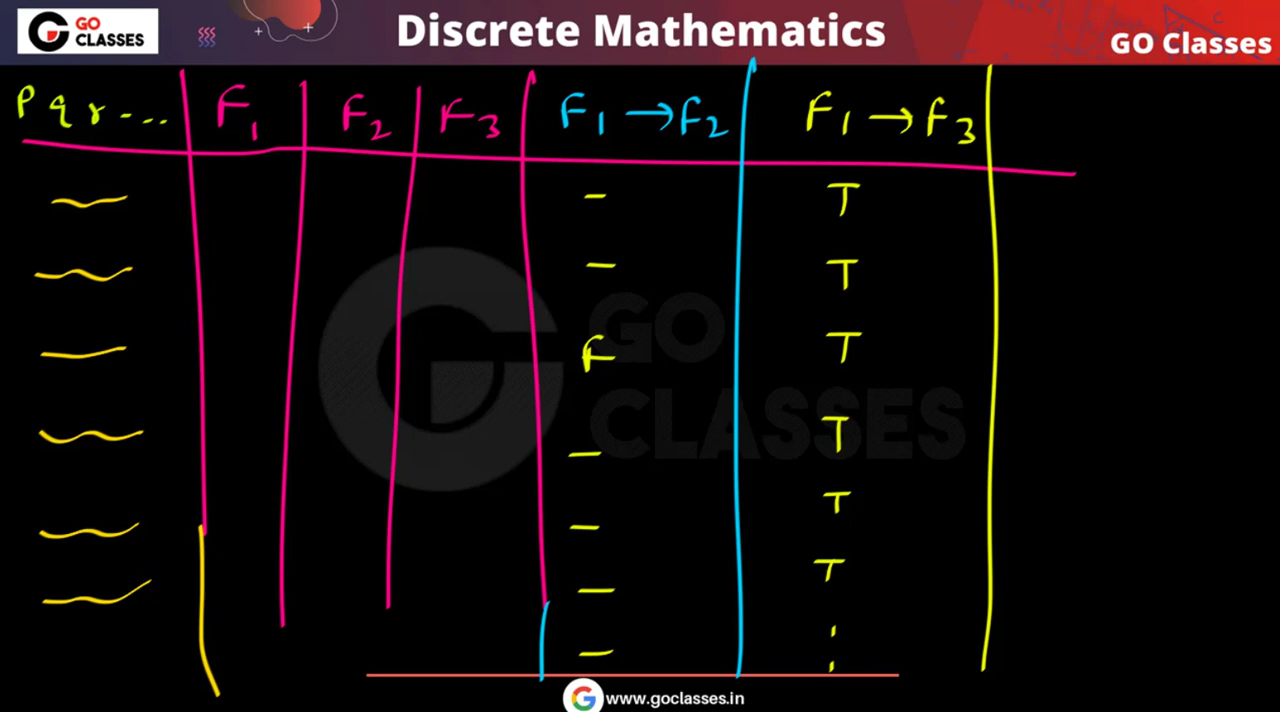 GO CLASSES
Discrete Mathematics
GO Classes
P q r ... F1 F2 F3 F1 → F2 F1 → F3
- T
- T
F T
- T
- T
- T
- :
GO CLASSES
www.goclasses.in